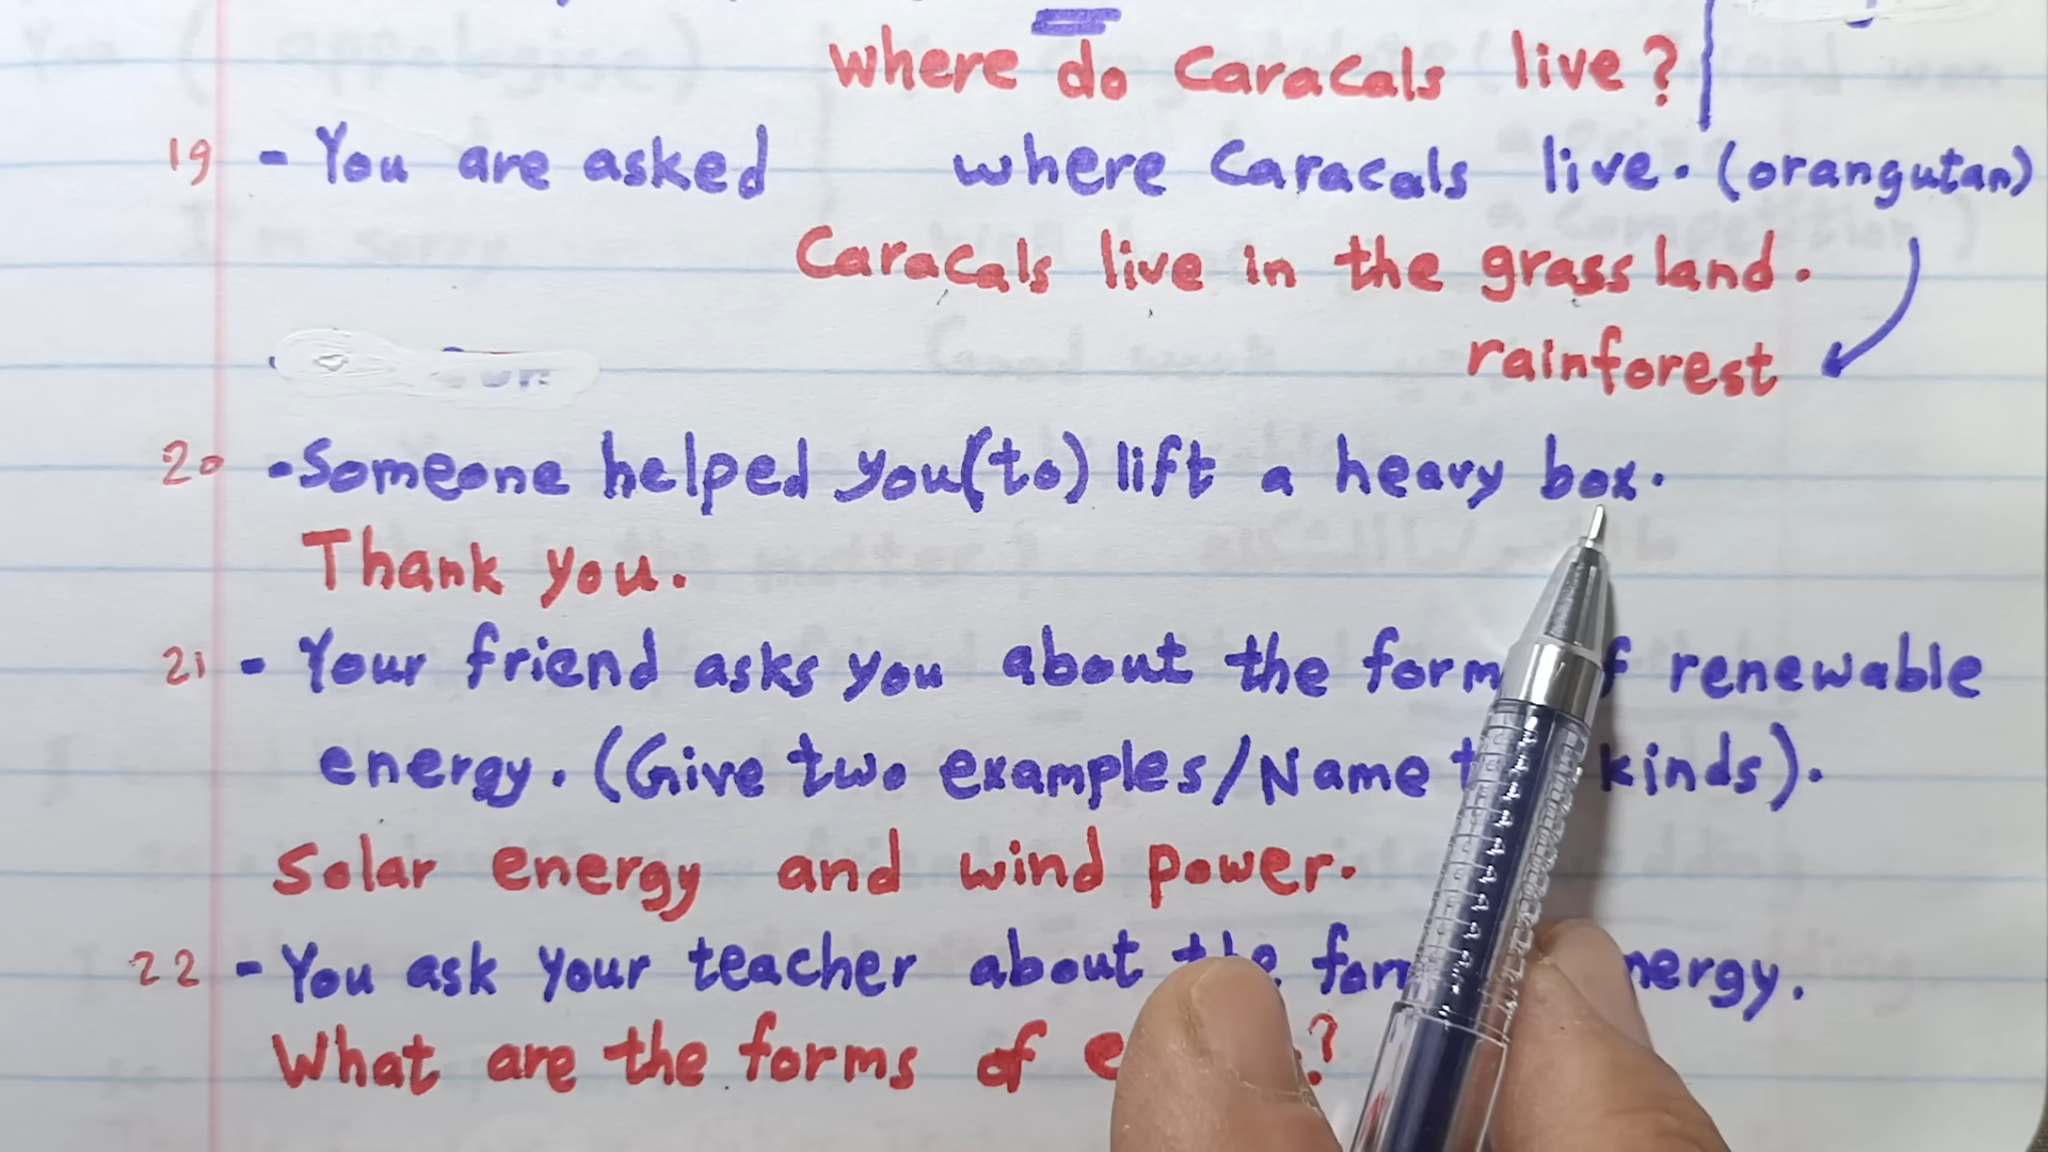 where do Caracals live?
19 - You are asked where Caracals live. (orangutan)
Caracals live in the grassland.
rainforest
20 - Someone helped you (to) lift a heavy box.
Thank you.
21 - Your friend asks you about the form renewable
energy. (Give two examples/Name kinds).
Solar energy and wind power.
22 - You ask your teacher about the energy.
What are the forms of ?